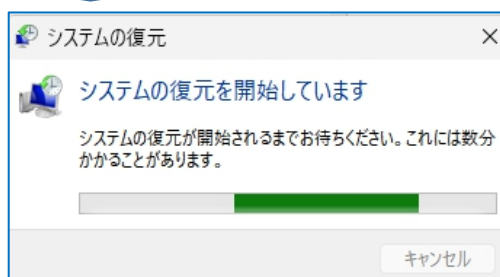 システムの復元
システムの復元を開始しています
システムの復元が開始されるまでお待ちください。これには数分
かかることがあります。
キャンセル